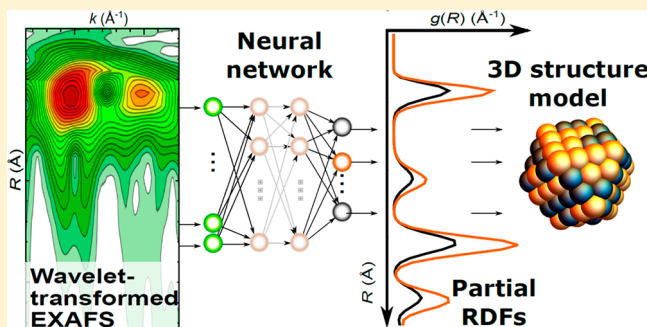 k (Å⁻¹)
R (Å)
Wavelet-
transformed
EXAFS
Neural
network
g(R) (Å⁻¹)
R (Å)
Partial
RDFs
3D structure
model